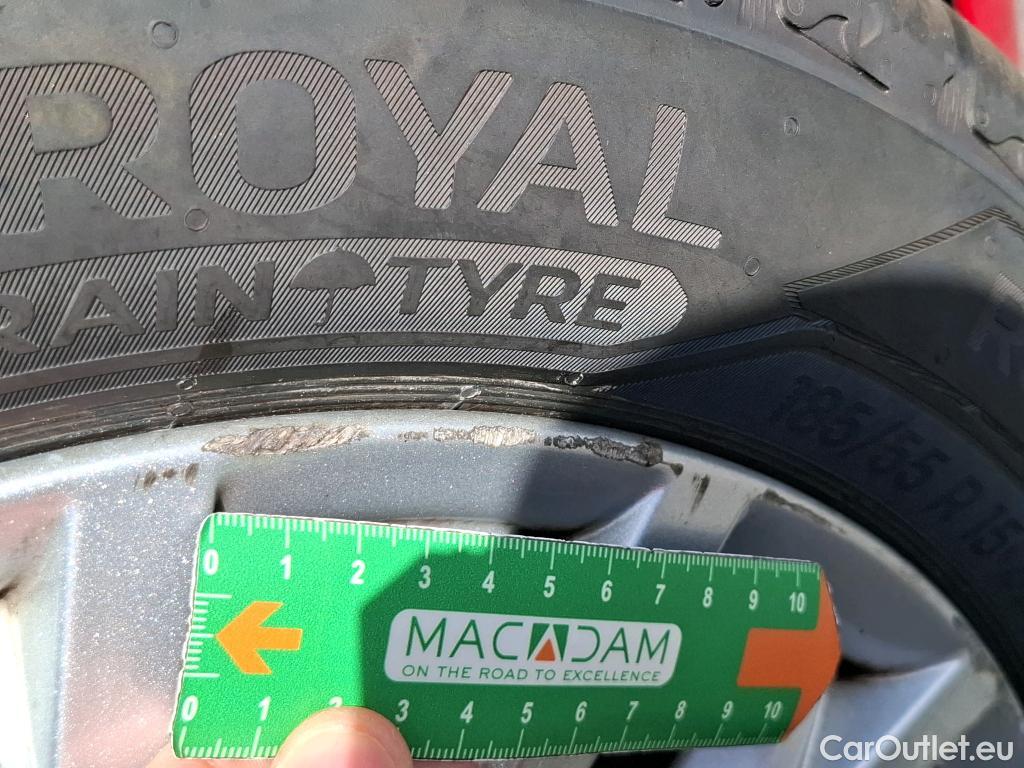 ROYAL
RAIN TYRE
185/55 R 15
R
0 1 2 3 4 5 6 7 8 9 10
MACADAM
ON THE ROAD TO EXCELLENCE
0 1 2 3 4 5 6 7 8 9 10
CarOutlet.eu